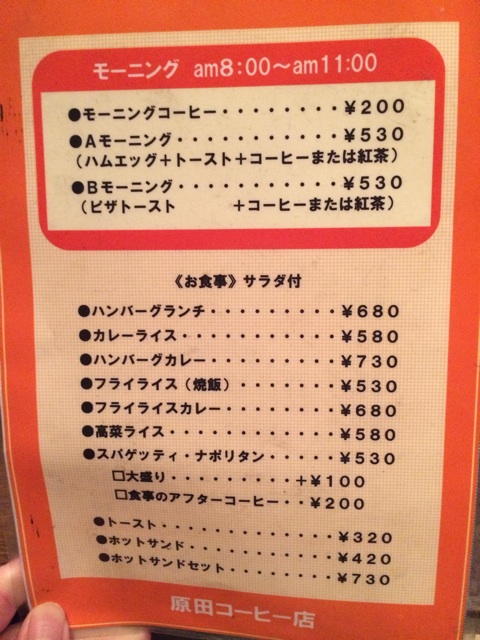 モーニング am8:00～am11:00
●モーニングコーヒー・・・・・・・・¥200
●Aモーニング・・・・・・・・・・・¥530
（ハムエッグ＋トースト＋コーヒーまたは紅茶）
●Bモーニング・・・・・・・・・・・¥530
（ピザトースト　　　＋コーヒーまたは紅茶）
《お食事》サラダ付
●ハンバーグランチ・・・・・・・・・¥680
●カレーライス・・・・・・・・・・・¥580
●ハンバーグカレー・・・・・・・・・¥730
●フライライス（焼飯）・・・・・・・¥530
●フライライスカレー・・・・・・・・¥680
●高菜ライス・・・・・・・・・・・・¥580
●スパゲッティ・ナポリタン・・・・・¥530
□大盛り・・・・・・・・・＋¥100
□食事のアフターコーヒー・・¥200
●トースト・・・・・・・・・・・・・¥320
●ホットサンド・・・・・・・・・・・¥420
●ホットサンドセット・・・・・・・・¥730
原田コーヒー店